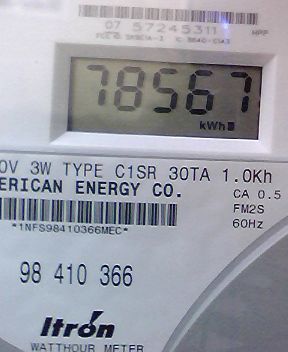 07 57245311
HPP
78567
kWh
0V 3W TYPE C1SR 30TA 1.0Kh
ERICAN ENERGY CO.
CA 0.5
FM2S
60Hz
*1NFS98410366MEC*
98 410 366
Itron
WATTHOUR METER